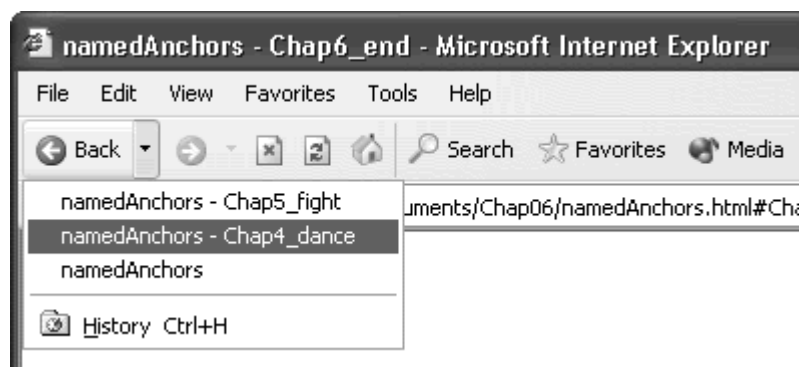 namedAnchors - Chap6_end - Microsoft Internet Explorer
File Edit View Favorites Tools Help
Back Search Favorites Media
namedAnchors - Chap5_fight
uments/Chap06/namedAnchors.html#Cha
namedAnchors - Chap4_dance
namedAnchors
History Ctrl+H